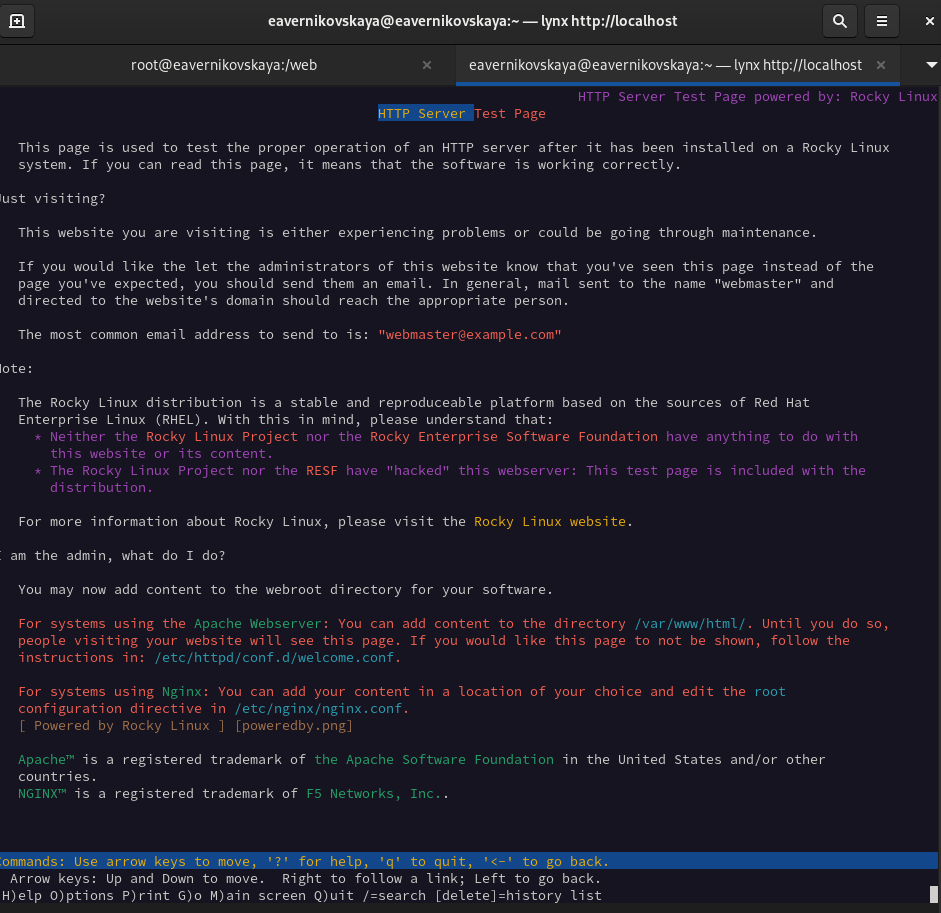 eavernikovskaya@eavernikovskaya:~ — lynx http://localhost
root@eavernikovskaya:/web
eavernikovskaya@eavernikovskaya:~ — lynx http://localhost
HTTP Server Test Page powered by: Rocky Linux
HTTP Server Test Page
This page is used to test the proper operation of an HTTP server after it has been installed on a Rocky Linux
system. If you can read this page, it means that the software is working correctly.
Just visiting?
This website you are visiting is either experiencing problems or could be going through maintenance.
If you would like the let the administrators of this website know that you've seen this page instead of the
page you've expected, you should send them an email. In general, mail sent to the name "webmaster" and
directed to the website's domain should reach the appropriate person.
The most common email address to send to is: "webmaster@example.com"
Note:
The Rocky Linux distribution is a stable and reproduceable platform based on the sources of Red Hat
Enterprise Linux (RHEL). With this in mind, please understand that:
* Neither the Rocky Linux Project nor the Rocky Enterprise Software Foundation have anything to do with
this website or its content.
* The Rocky Linux Project nor the RESF have "hacked" this webserver: This test page is included with the
distribution.
For more information about Rocky Linux, please visit the Rocky Linux website.
I am the admin, what do I do?
You may now add content to the webroot directory for your software.
For systems using the Apache Webserver: You can add content to the directory /var/www/html/. Until you do so,
people visiting your website will see this page. If you would like this page to not be shown, follow the
instructions in: /etc/httpd/conf.d/welcome.conf.
For systems using Nginx: You can add your content in a location of your choice and edit the root
configuration directive in /etc/nginx/nginx.conf.
[ Powered by Rocky Linux ] [poweredby.png]
Apache™ is a registered trademark of the Apache Software Foundation in the United States and/or other
countries.
NGINX™ is a registered trademark of F5 Networks, Inc..
Commands: Use arrow keys to move, '?' for help, 'q' to quit, '<-' to go back.
Arrow keys: Up and Down to move.  Right to follow a link; Left to go back.
H)elp O)ptions P)rint G)o M)ain screen Q)uit /=search [delete]=history list